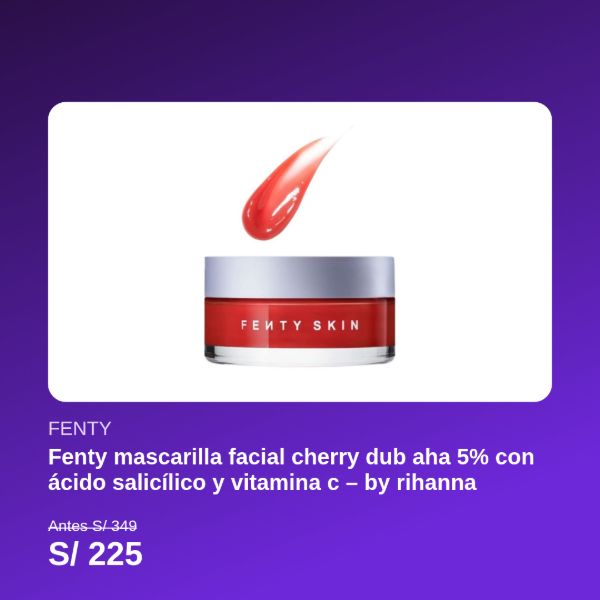 FENTY SKIN
FENTY
Fenty mascarilla facial cherry dub aha 5% con
ácido salicílico y vitamina c – by rihanna
Antes S/ 349
S/ 225